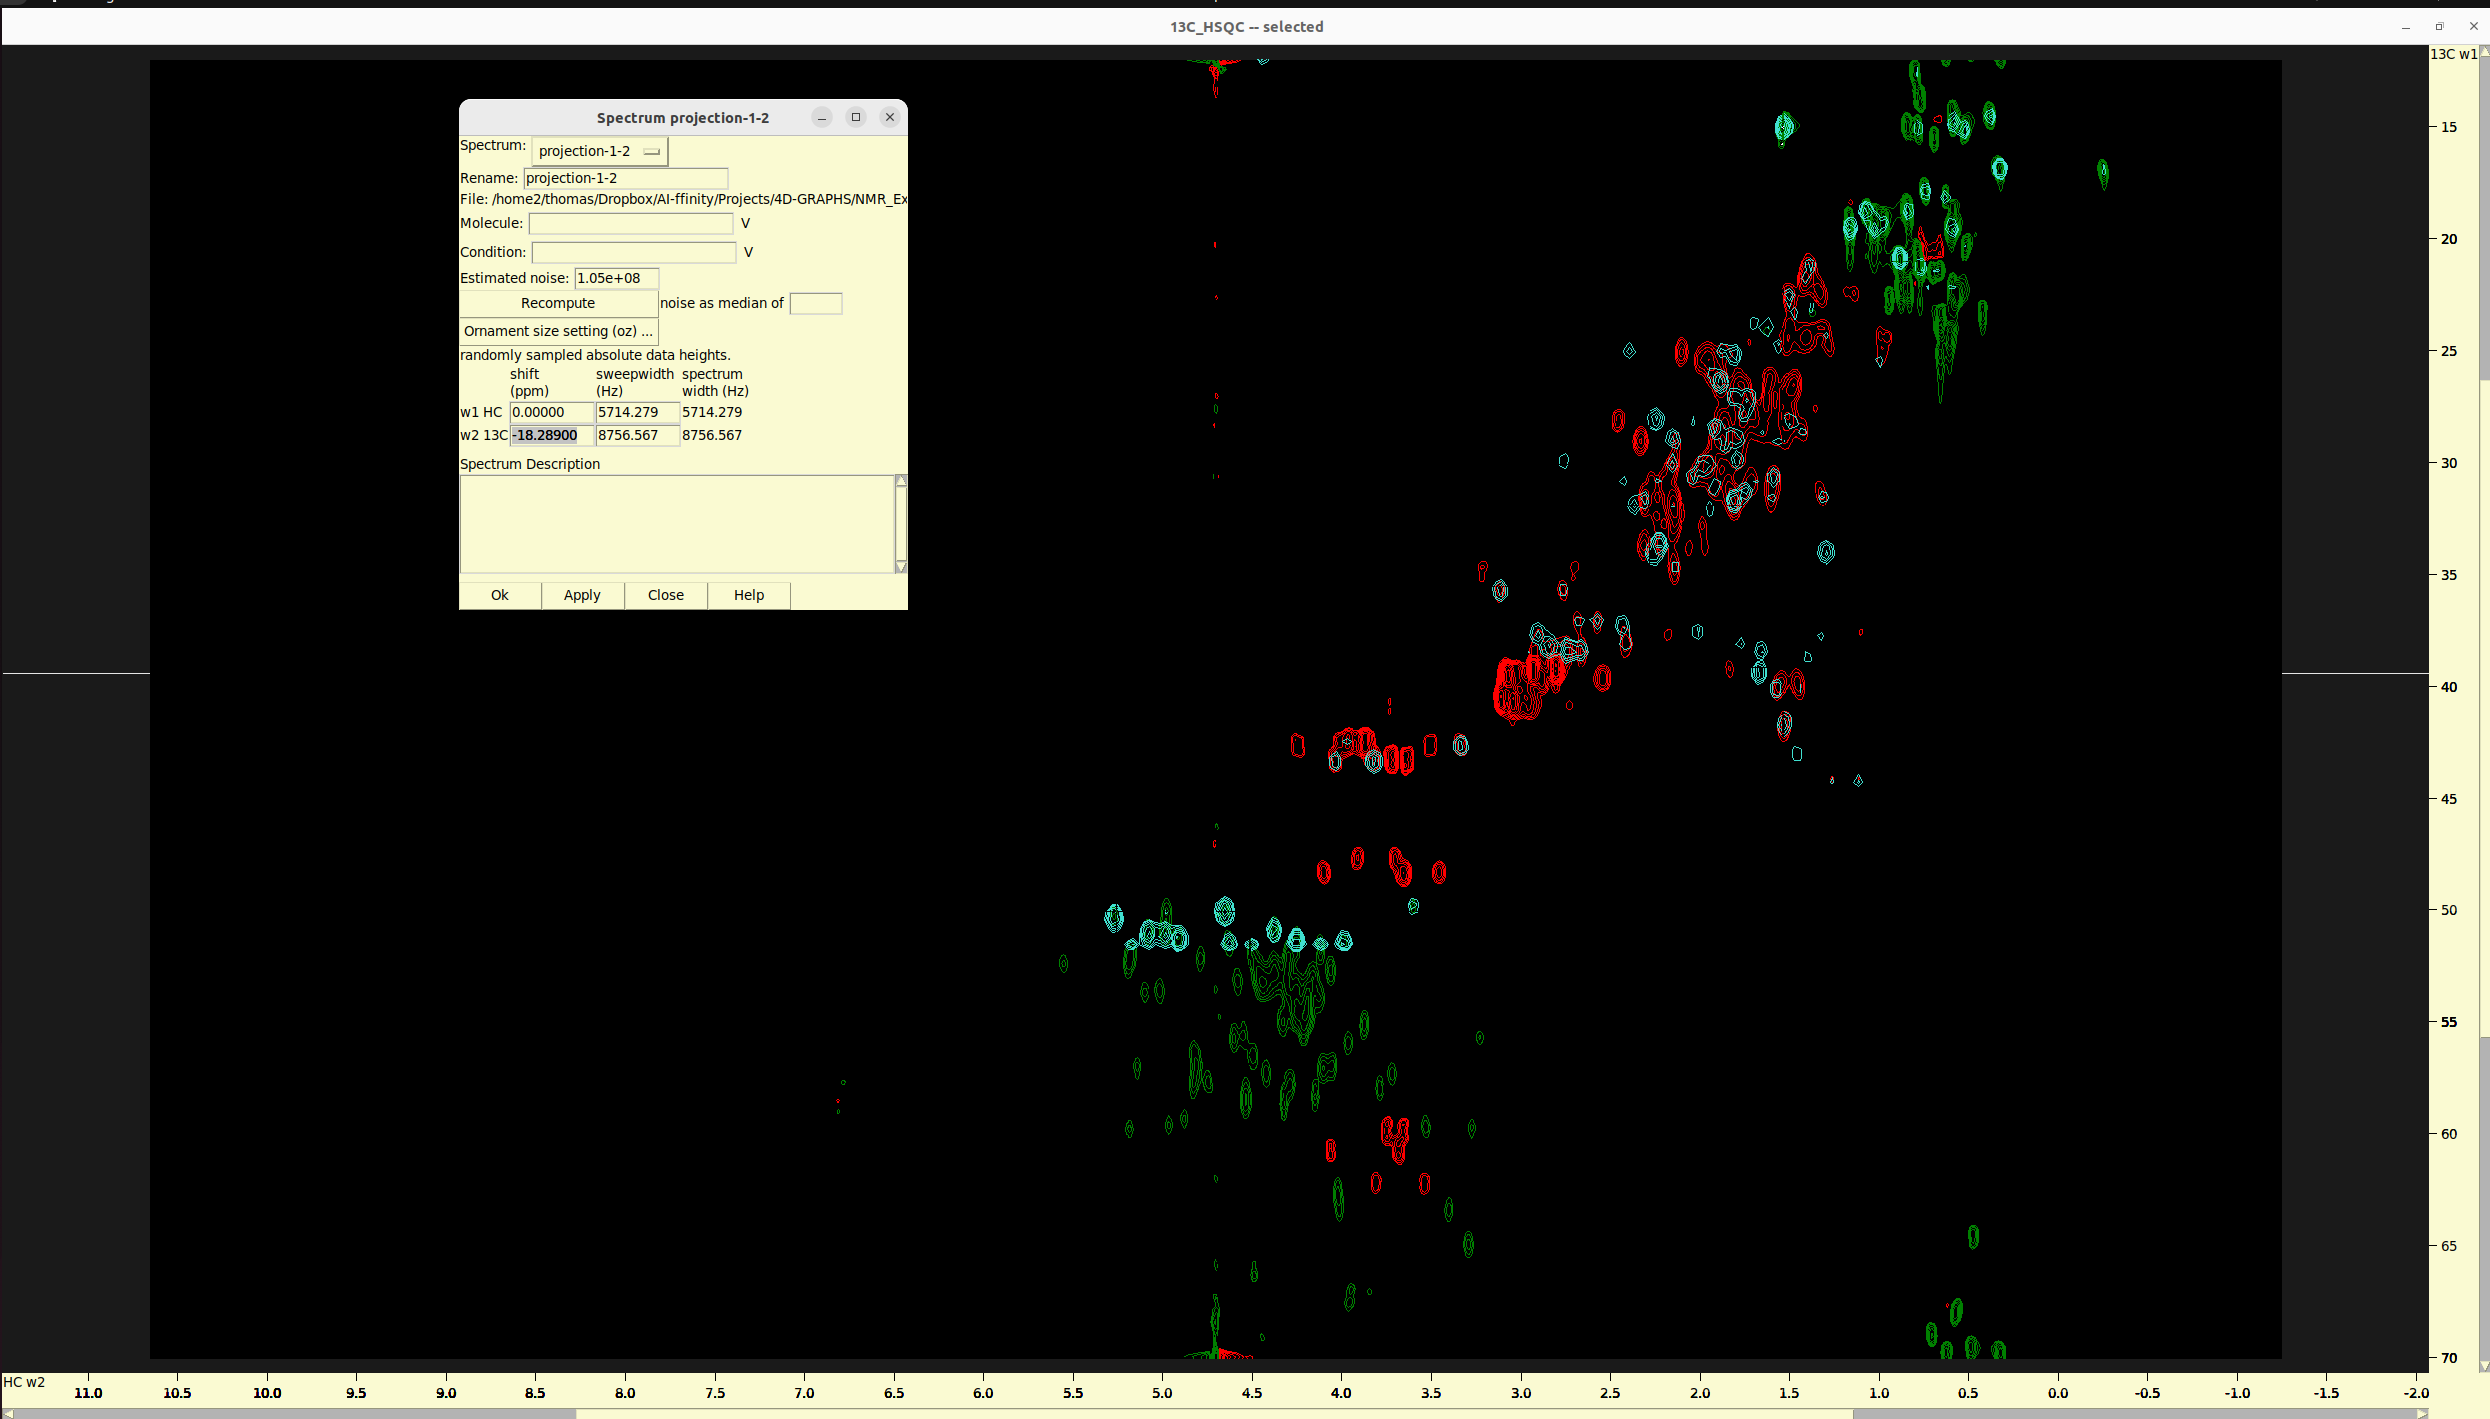 13C_HSQC -- selected
13C w1
Spectrum projection-1-2
Spectrum: projection-1-2
Rename: projection-1-2
File: /home2/thomas/Dropbox/AI-ffinity/Projects/4D-GRAPHS/NMR_Ex
Molecule: V
Condition: V
Estimated noise: 1.05e+08
Recompute noise as median of
Ornament size setting (oz) ...
randomly sampled absolute data heights.
shift sweepwidth spectrum
(ppm) (Hz) width (Hz)
w1 HC 0.00000 5714.279 5714.279
w2 13C -18.28900 8756.567 8756.567
Spectrum Description
Ok Apply Close Help
15
20
25
30
35
40
45
50
55
60
65
70
HC w2
11.0 10.5 10.0 9.5 9.0 8.5 8.0 7.5 7.0 6.5 6.0 5.5 5.0 4.5 4.0 3.5 3.0 2.5 2.0 1.5 1.0 0.5 0.0 -0.5 -1.0 -1.5 -2.0